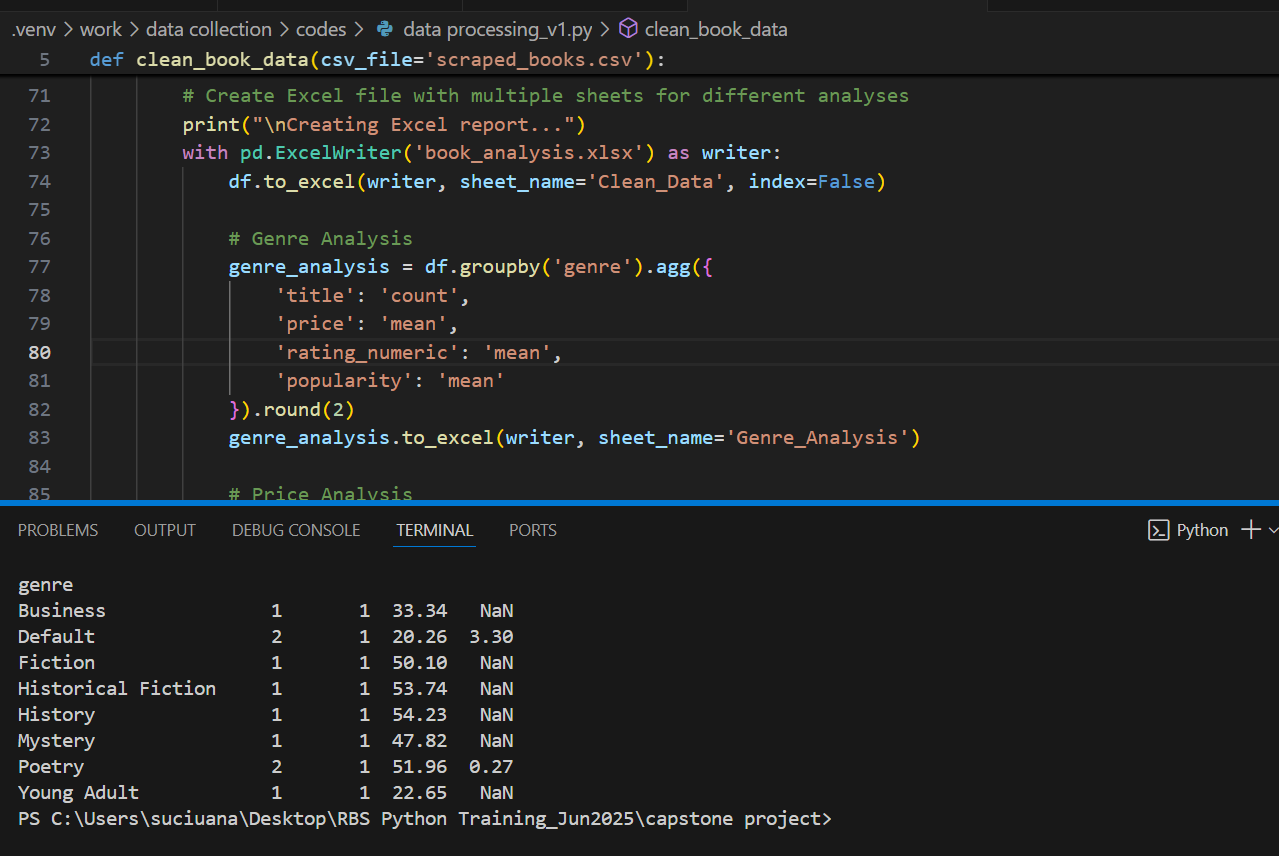 .venv > work > data collection > codes > data processing_v1.py > clean_book_data
5 def clean_book_data(csv_file='scraped_books.csv'):
71 # Create Excel file with multiple sheets for different analyses
72 print("\nCreating Excel report...")
73 with pd.ExcelWriter('book_analysis.xlsx') as writer:
74 df.to_excel(writer, sheet_name='Clean_Data', index=False)
75
76 # Genre Analysis
77 genre_analysis = df.groupby('genre').agg({
78 'title': 'count',
79 'price': 'mean',
80 'rating_numeric': 'mean',
81 'popularity': 'mean'
82 }).round(2)
83 genre_analysis.to_excel(writer, sheet_name='Genre_Analysis')
84
85 # Price Analysis
PROBLEMS OUTPUT DEBUG CONSOLE TERMINAL PORTS Python
genre
Business 1 1 33.34 NaN
Default 2 1 20.26 3.30
Fiction 1 1 50.10 NaN
Historical Fiction 1 1 53.74 NaN
History 1 1 54.23 NaN
Mystery 1 1 47.82 NaN
Poetry 2 1 51.96 0.27
Young Adult 1 1 22.65 NaN
PS C:\Users\suciuana\Desktop\RBS Python Training_Jun2025\capstone project>